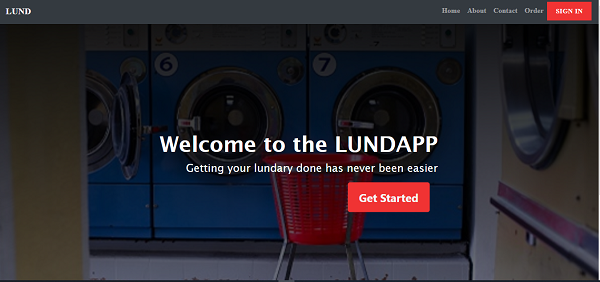 LUND
Home About Contact Order SIGN IN
6 7
Welcome to the LUNDAPP
Getting your lundary done has never been easier
Get Started